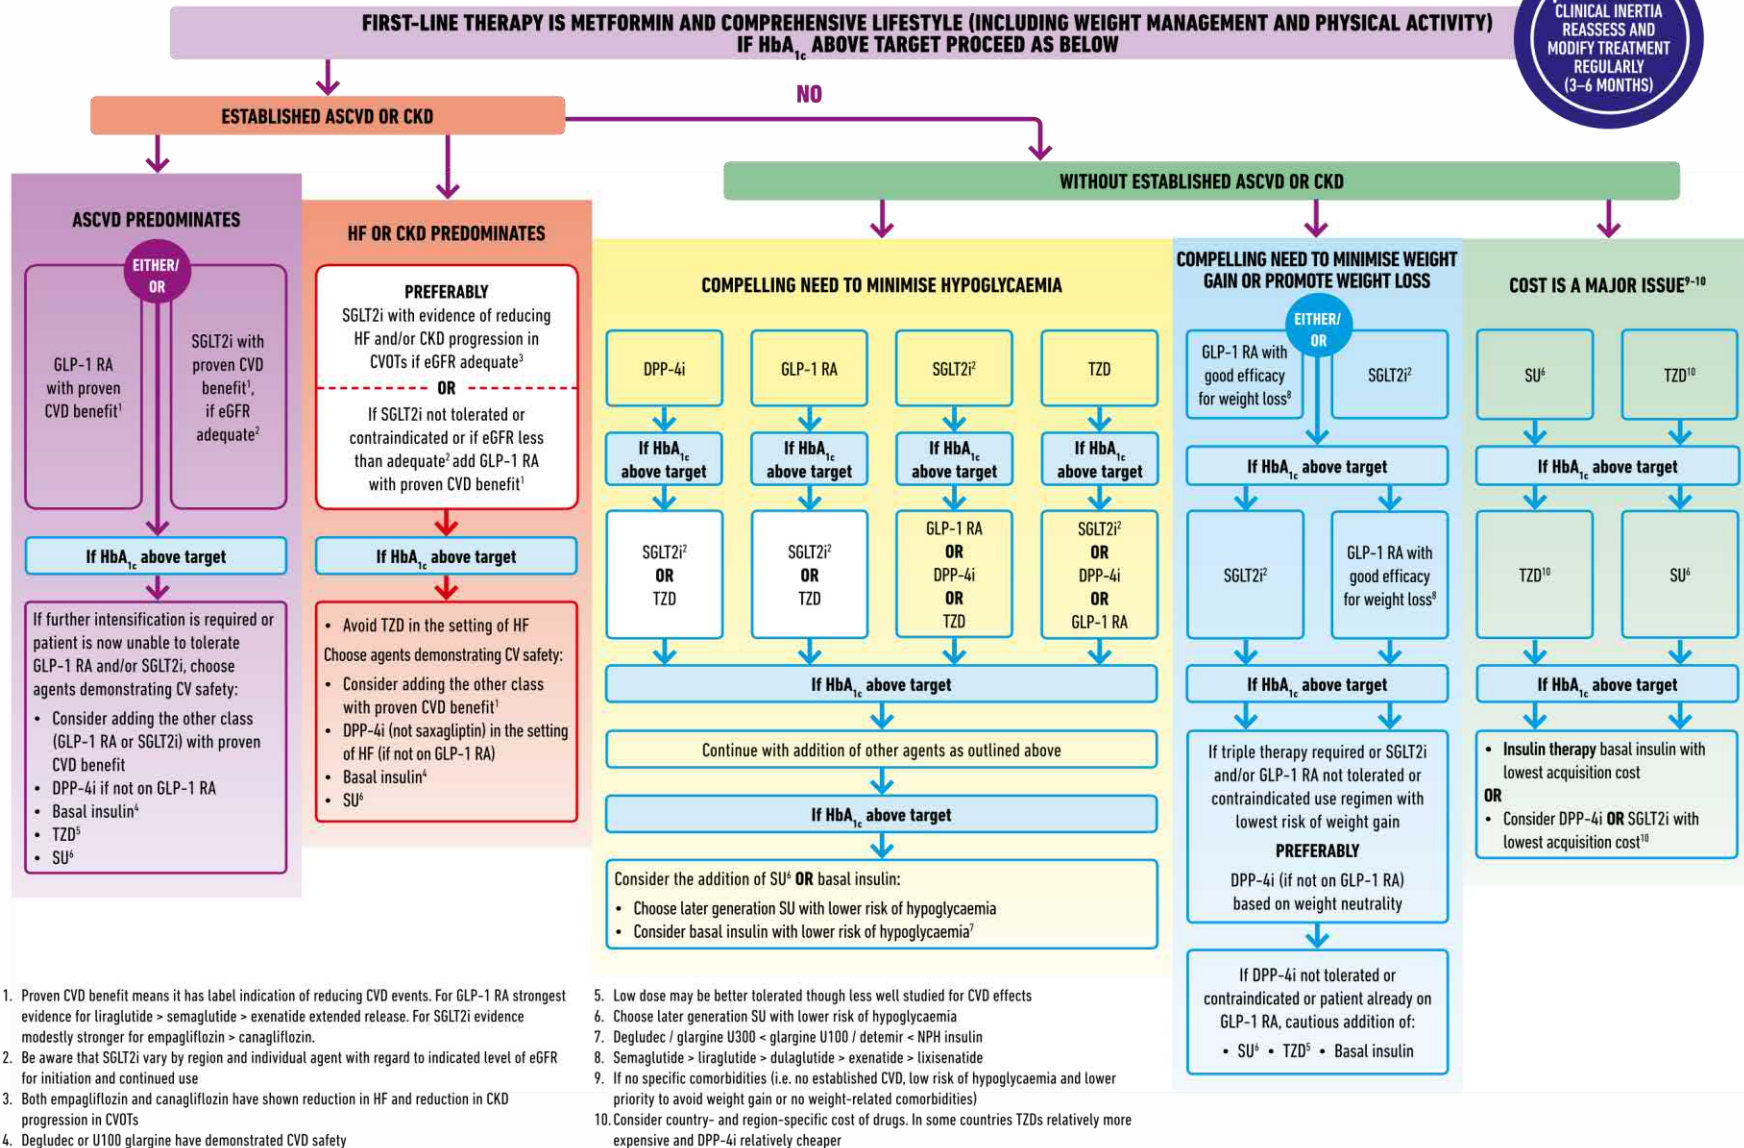 FIRST-LINE THERAPY IS METFORMIN AND COMPREHENSIVE LIFESTYLE (INCLUDING WEIGHT MANAGEMENT AND PHYSICAL ACTIVITY)
IF HbA1c ABOVE TARGET PROCEED AS BELOW
CLINICAL INERTIA
REASSESS AND
MODIFY TREATMENT
REGULARLY
(3–6 MONTHS)
NO
ESTABLISHED ASCVD OR CKD
WITHOUT ESTABLISHED ASCVD OR CKD
ASCVD PREDOMINATES
EITHER/
OR
GLP-1 RA
with proven
CVD benefit¹
SGLT2i with
proven CVD
benefit¹,
if eGFR
adequate²
If HbA1c above target
If further intensification is required or
patient is now unable to tolerate
GLP-1 RA and/or SGLT2i, choose
agents demonstrating CV safety:
• Consider adding the other class
(GLP-1 RA or SGLT2i) with proven
CVD benefit
• DPP-4i if not on GLP-1 RA
• Basal insulin⁴
• TZD⁵
• SU⁶
HF OR CKD PREDOMINATES
PREFERABLY
SGLT2i with evidence of reducing
HF and/or CKD progression in
CVOTs if eGFR adequate³
OR
If SGLT2i not tolerated or
contraindicated or if eGFR less
than adequate² add GLP-1 RA
with proven CVD benefit¹
If HbA1c above target
• Avoid TZD in the setting of HF
Choose agents demonstrating CV safety:
• Consider adding the other class
with proven CVD benefit¹
• DPP-4i (not saxagliptin) in the setting
of HF (if not on GLP-1 RA)
• Basal insulin⁴
• SU⁶
COMPELLING NEED TO MINIMISE HYPOGLYCAEMIA
DPP-4i
GLP-1 RA
SGLT2i²
TZD
If HbA1c
above target
If HbA1c
above target
If HbA1c
above target
If HbA1c
above target
SGLT2i²
OR
TZD
SGLT2i²
OR
TZD
GLP-1 RA
OR
DPP-4i
OR
TZD
SGLT2i²
OR
DPP-4i
OR
GLP-1 RA
If HbA1c above target
Continue with addition of other agents as outlined above
If HbA1c above target
Consider the addition of SU⁶ OR basal insulin:
• Choose later generation SU with lower risk of hypoglycaemia
• Consider basal insulin with lower risk of hypoglycaemia⁷
COMPELLING NEED TO MINIMISE WEIGHT
GAIN OR PROMOTE WEIGHT LOSS
EITHER/
OR
GLP-1 RA with
good efficacy
for weight loss⁸
SGLT2i²
If HbA1c above target
SGLT2i²
GLP-1 RA with
good efficacy
for weight loss⁸
If HbA1c above target
If triple therapy required or SGLT2i
and/or GLP-1 RA not tolerated or
contraindicated use regimen with
lowest risk of weight gain
PREFERABLY
DPP-4i (if not on GLP-1 RA)
based on weight neutrality
If DPP-4i not tolerated or
contraindicated or patient already on
GLP-1 RA, cautious addition of:
• SU⁶ • TZD⁵ • Basal insulin
COST IS A MAJOR ISSUE⁹⁻¹⁰
SU⁶
TZD¹⁰
If HbA1c above target
TZD¹⁰
SU⁶
If HbA1c above target
• Insulin therapy basal insulin with
lowest acquisition cost
OR
• Consider DPP-4i OR SGLT2i with
lowest acquisition cost¹⁰
1. Proven CVD benefit means it has label indication of reducing CVD events. For GLP-1 RA strongest
evidence for liraglutide > semaglutide > exenatide extended release. For SGLT2i evidence
modestly stronger for empagliflozin > canagliflozin.
2. Be aware that SGLT2i vary by region and individual agent with regard to indicated level of eGFR
for initiation and continued use
3. Both empagliflozin and canagliflozin have shown reduction in HF and reduction in CKD
progression in CVOTs
4. Degludec or U100 glargine have demonstrated CVD safety
5. Low dose may be better tolerated though less well studied for CVD effects
6. Choose later generation SU with lower risk of hypoglycaemia
7. Degludec / glargine U300 < glargine U100 / detemir < NPH insulin
8. Semaglutide > liraglutide > dulaglutide > exenatide > lixisenatide
9. If no specific comorbidities (i.e. no established CVD, low risk of hypoglycaemia and lower
priority to avoid weight gain or no weight-related comorbidities)
10. Consider country- and region-specific cost of drugs. In some countries TZDs relatively more
expensive and DPP-4i relatively cheaper